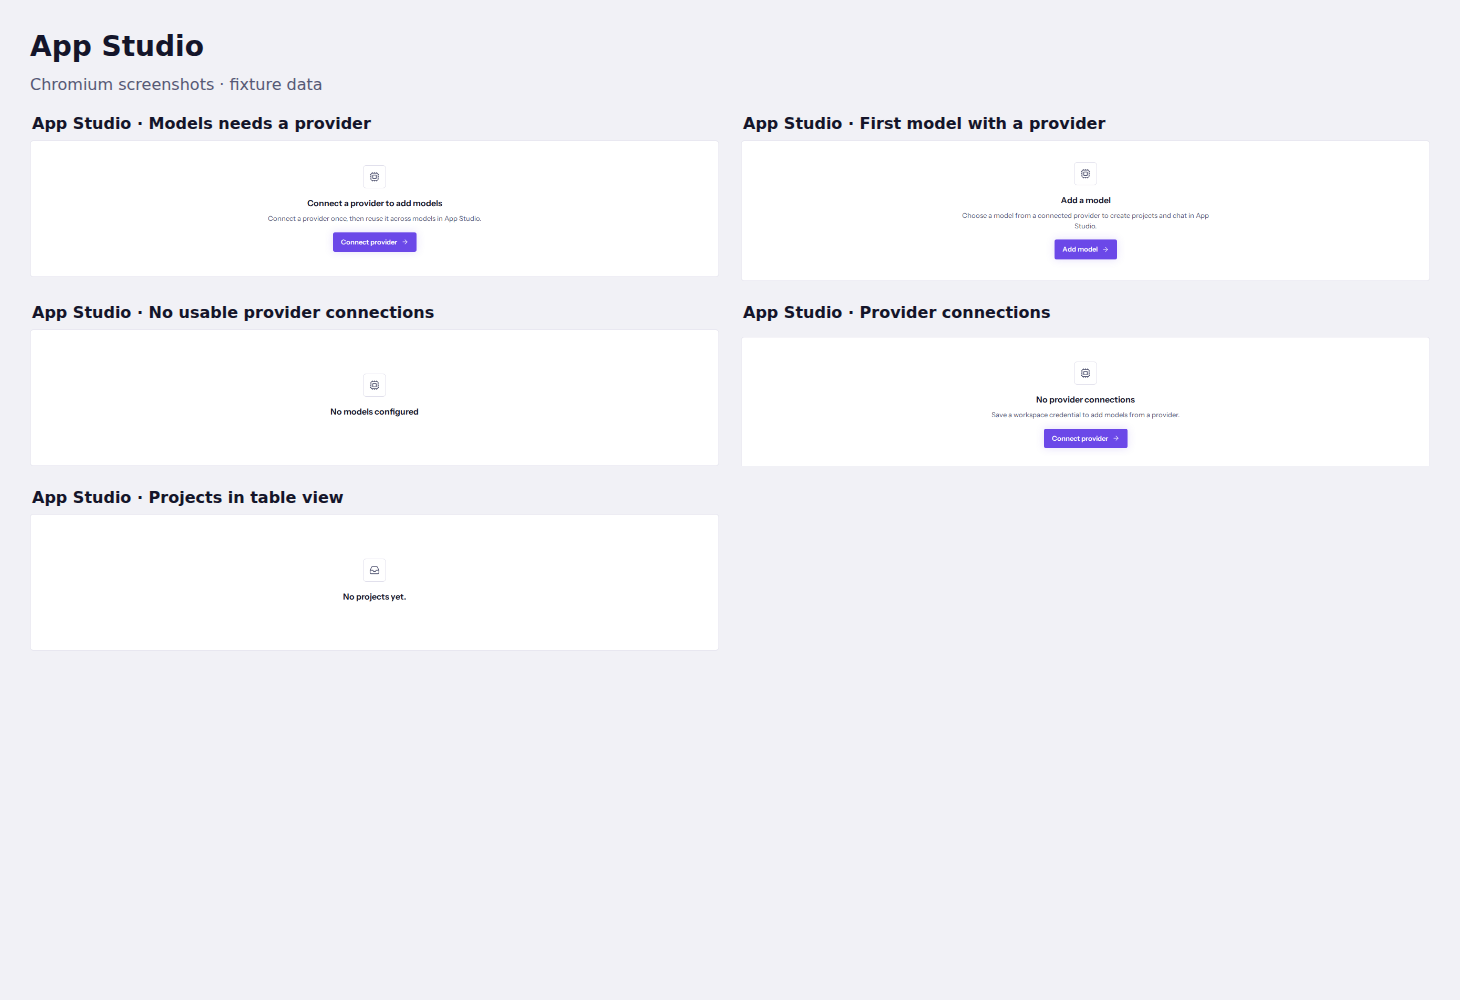 App Studio
Chromium screenshots · fixture data
App Studio · Models needs a provider
Connect a provider to add models
Connect a provider once, then reuse it across models in App Studio.
Connect provider
App Studio · First model with a provider
Add a model
Choose a model from a connected provider to create projects and chat in App
Studio.
Add model
App Studio · No usable provider connections
No models configured
App Studio · Provider connections
No provider connections
Save a workspace credential to add models from a provider.
Connect provider
App Studio · Projects in table view
No projects yet.